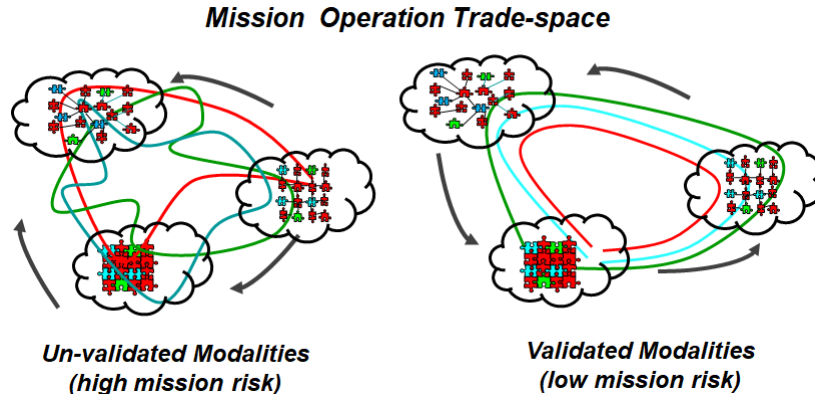 Mission Operation Trade-space
Un-validated Modalities
(high mission risk)
Validated Modalities
(low mission risk)